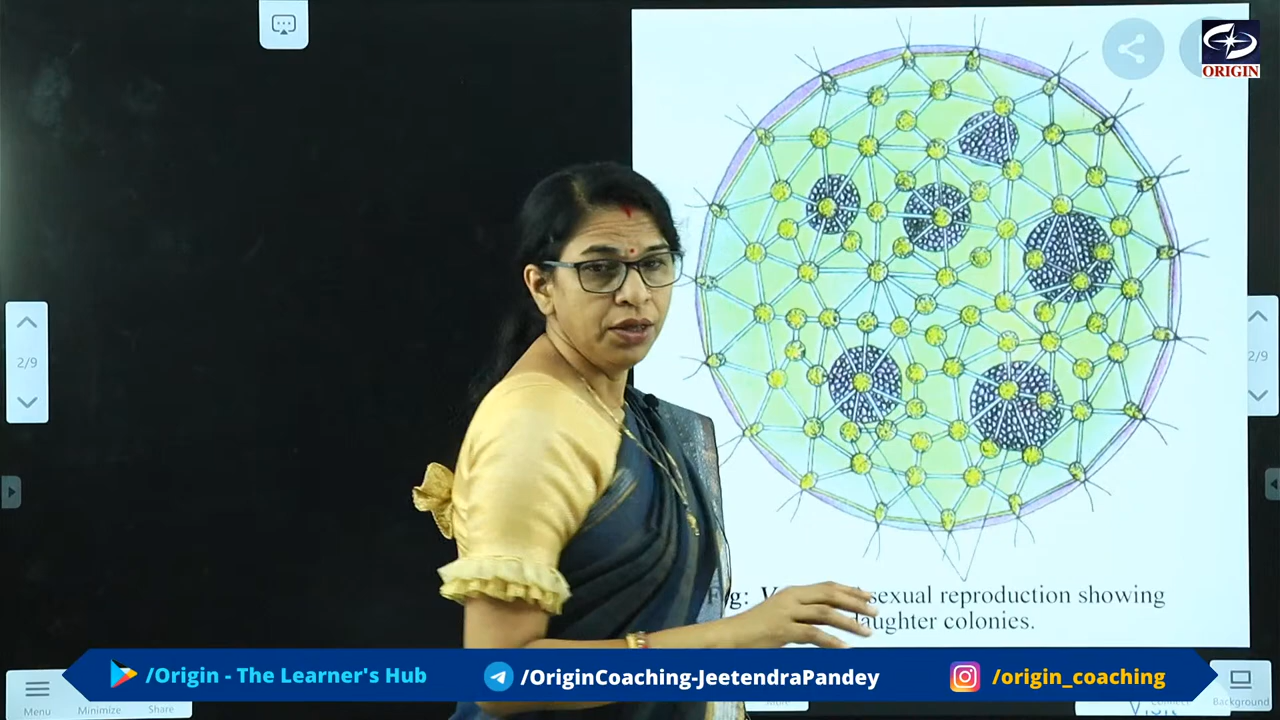 ORIGIN
2/9
2/9
sexual reproduction showing
daughter colonies.
/Origin - The Learner's Hub
/OriginCoaching-JeetendraPandey
/origin_coaching
Menu
Minimize
Share
Background